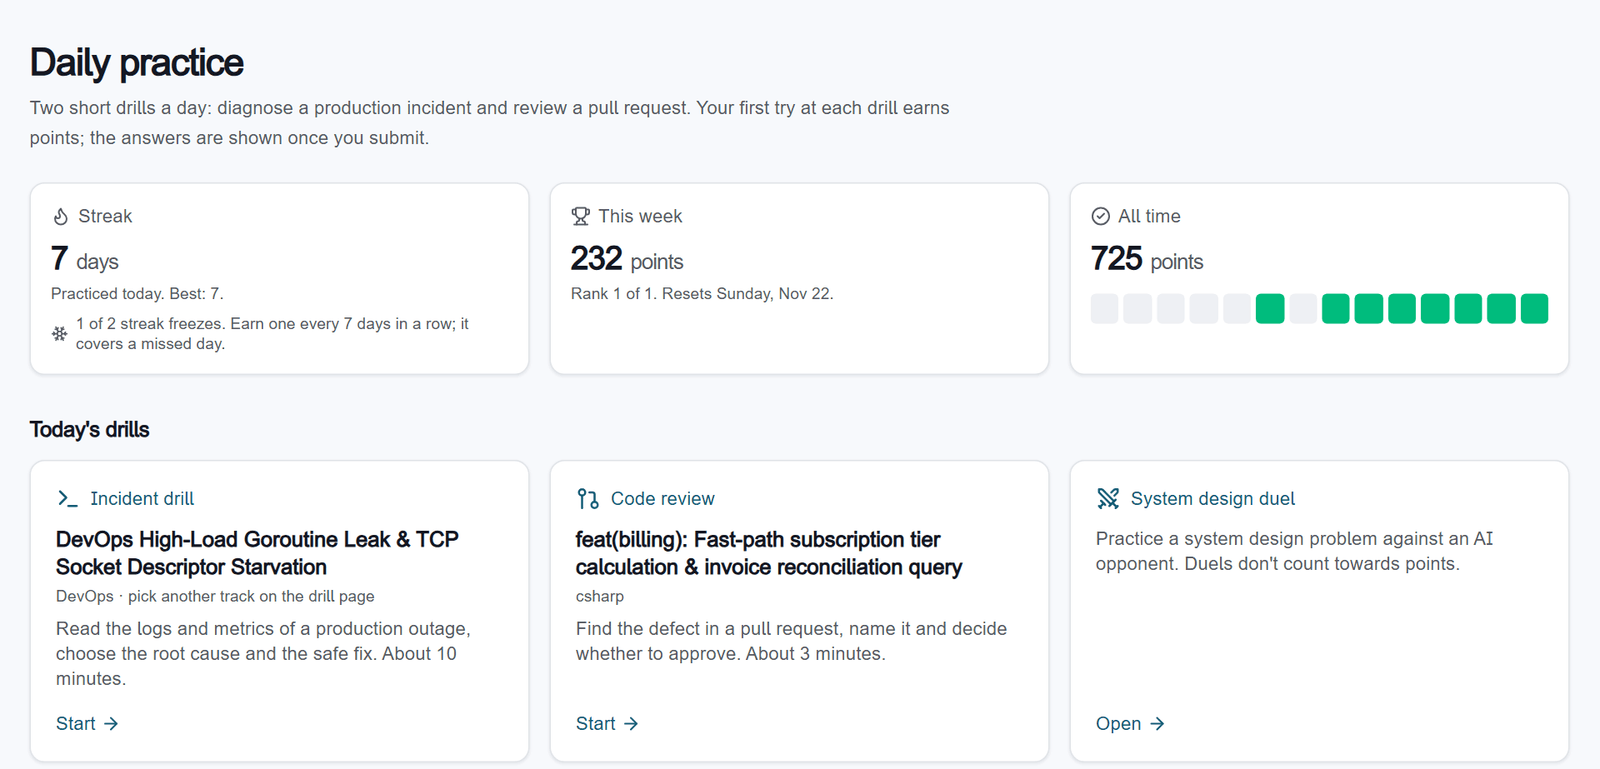 Daily practice
Two short drills a day: diagnose a production incident and review a pull request. Your first try at each drill earns
points; the answers are shown once you submit.
Streak
7 days
Practiced today. Best: 7.
1 of 2 streak freezes. Earn one every 7 days in a row; it
covers a missed day.
This week
232 points
Rank 1 of 1. Resets Sunday, Nov 22.
All time
725 points
Today's drills
Incident drill
DevOps High-Load Goroutine Leak & TCP
Socket Descriptor Starvation
DevOps · pick another track on the drill page
Read the logs and metrics of a production outage,
choose the root cause and the safe fix. About 10
minutes.
Start →
Code review
feat(billing): Fast-path subscription tier
calculation & invoice reconciliation query
csharp
Find the defect in a pull request, name it and decide
whether to approve. About 3 minutes.
Start →
System design duel
Practice a system design problem against an AI
opponent. Duels don't count towards points.
Open →